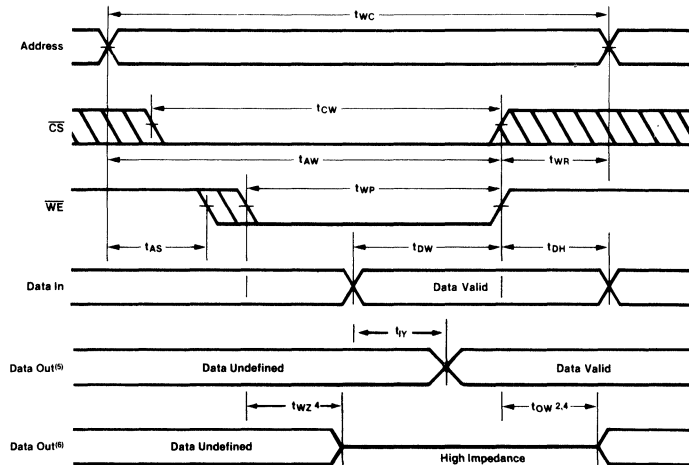 tWC
Address
tCW
CS
tAW
tWR
tWP
WE
tAS
tDW
tDH
Data In
Data Valid
tIY
Data Out(5)
Data Undefined
Data Valid
tWZ 4
tOW 2,4
Data Out(6)
Data Undefined
High Impedance